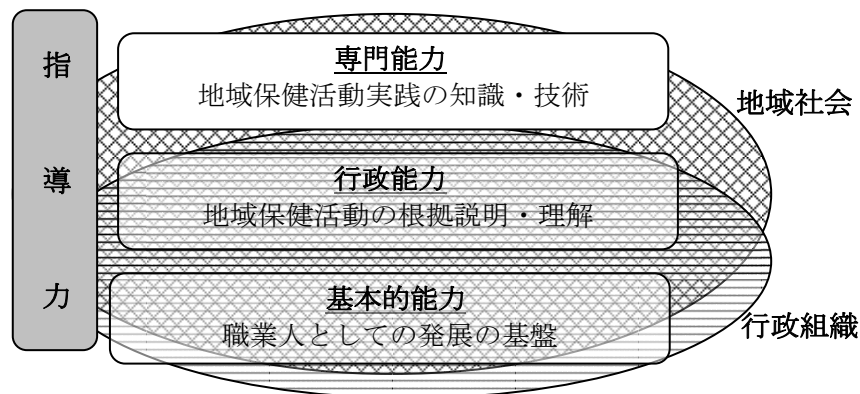 指導力
専門能力
地域保健活動実践の知識・技術
地域社会
行政能力
地域保健活動の根拠説明・理解
基本的能力
職業人としての発展の基盤
行政組織